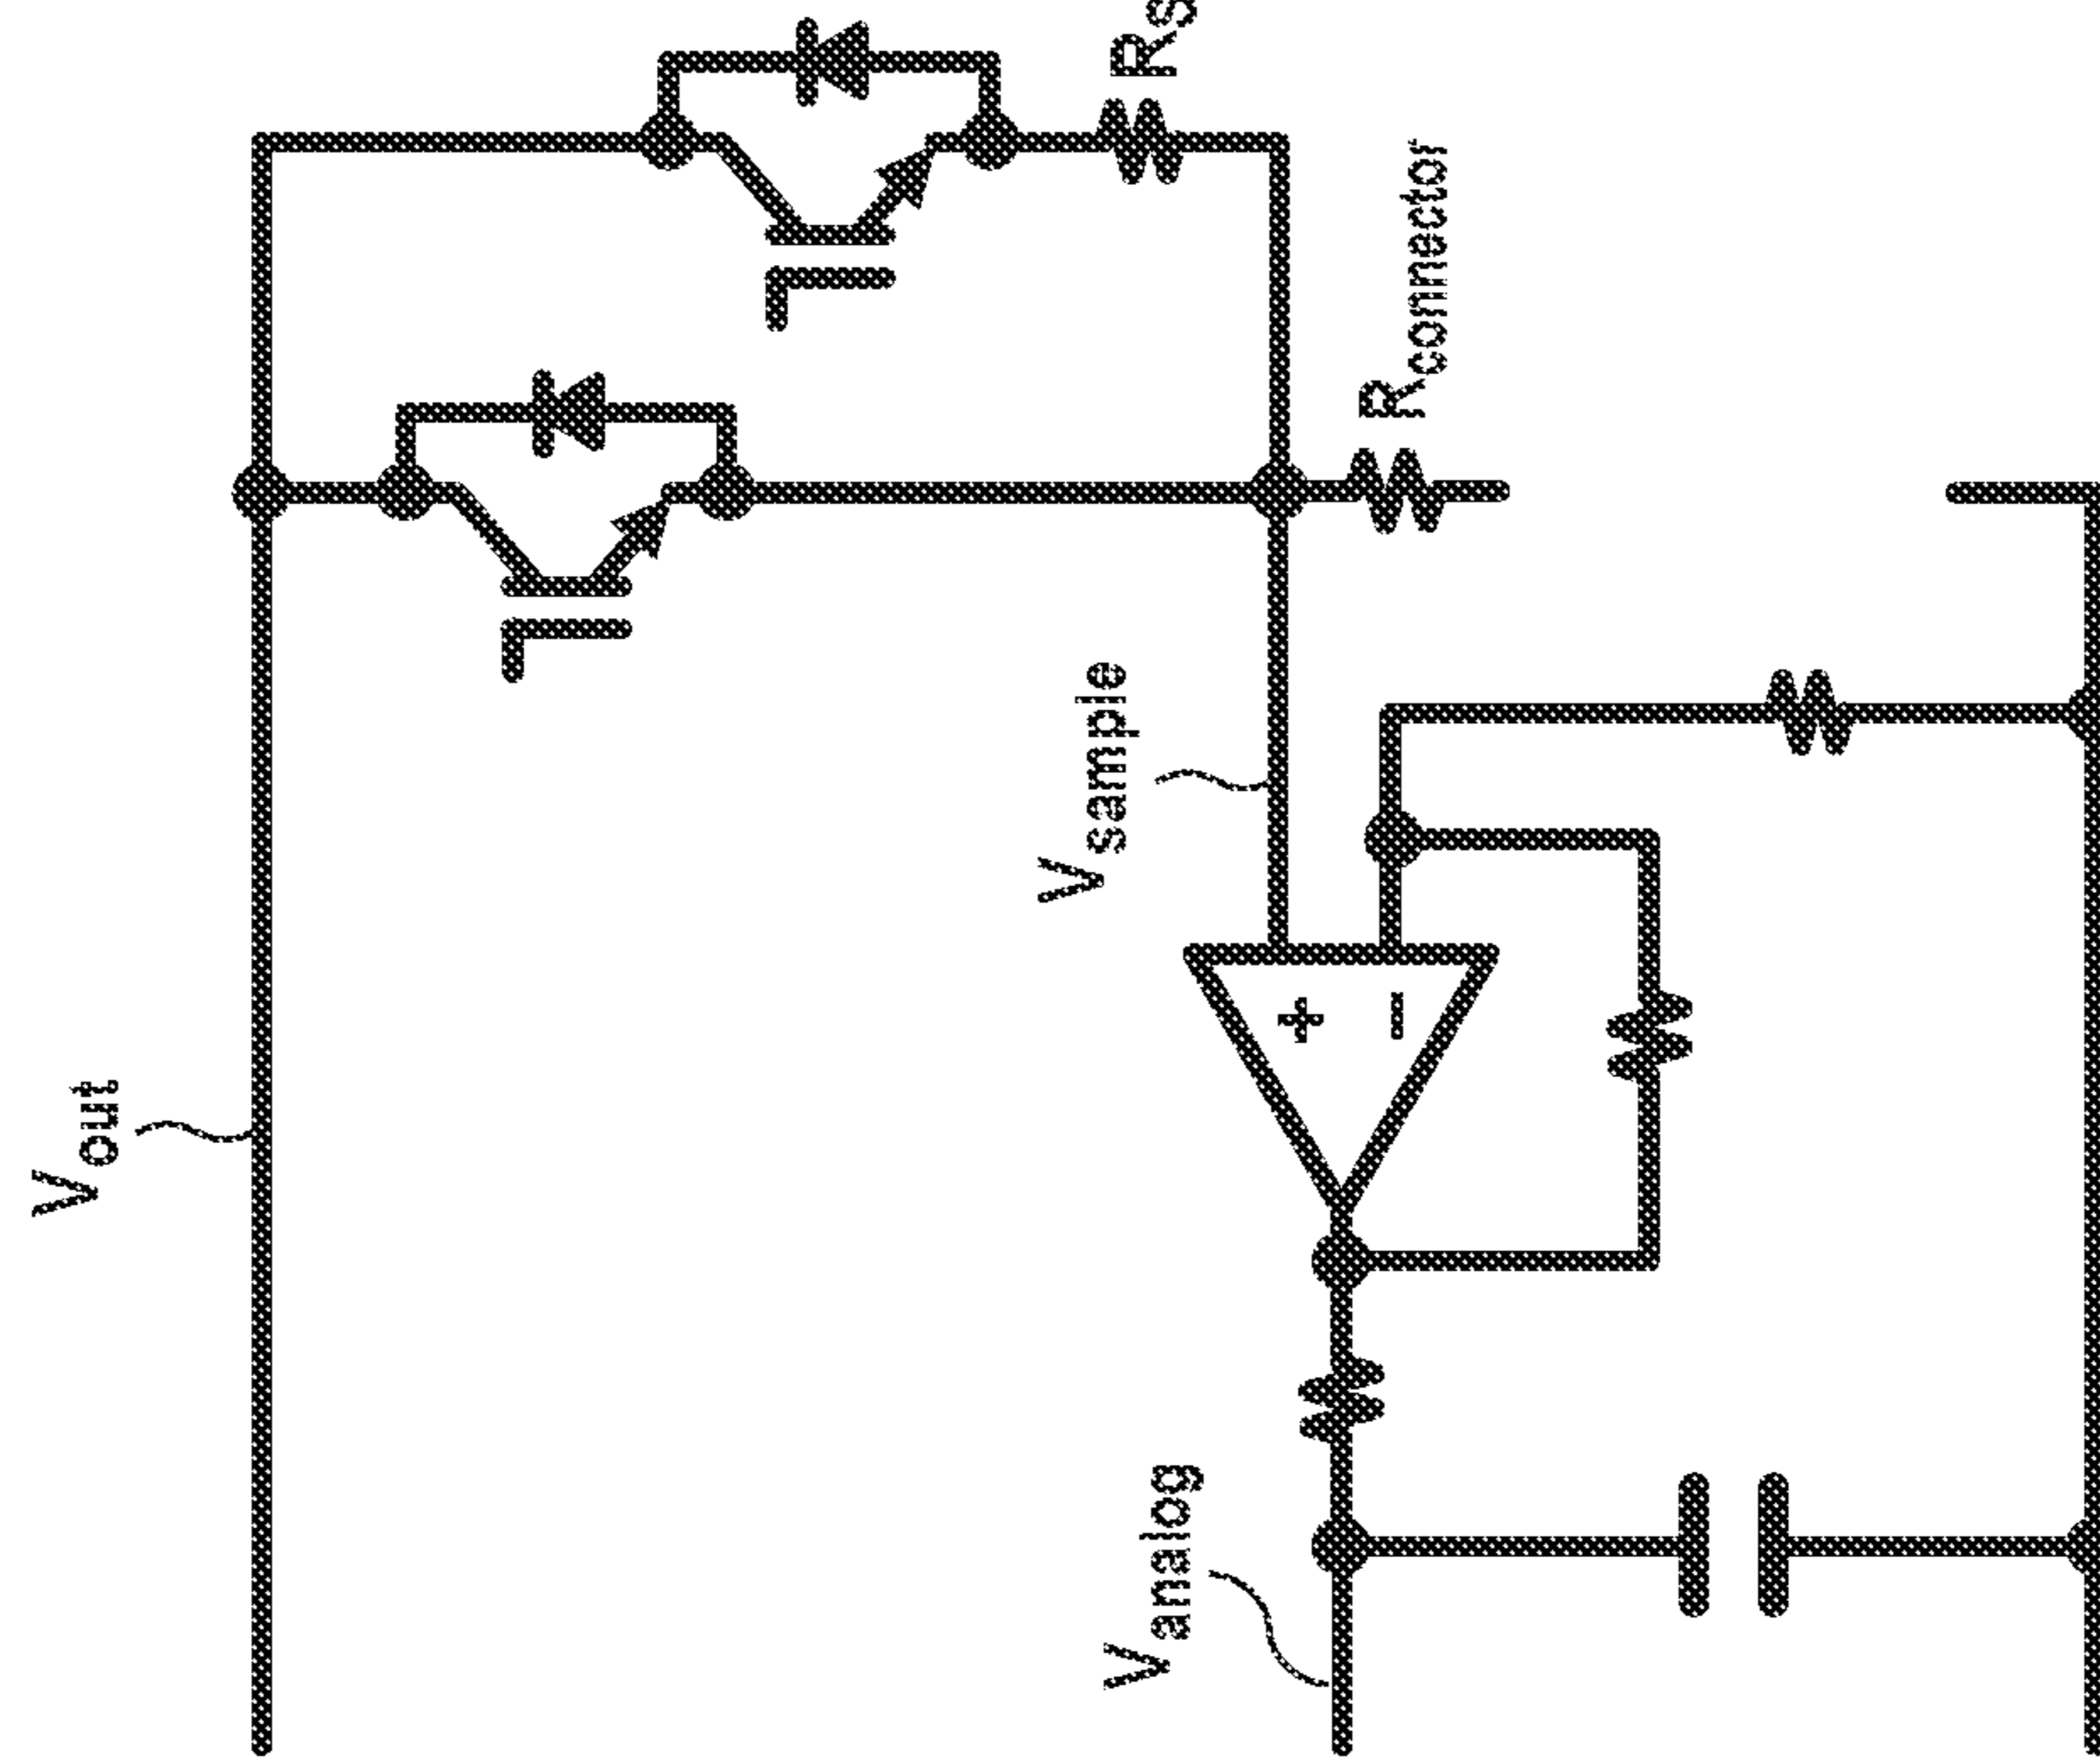 Vout
Vsample
Vanalog
Rs
Rconnector
+
−